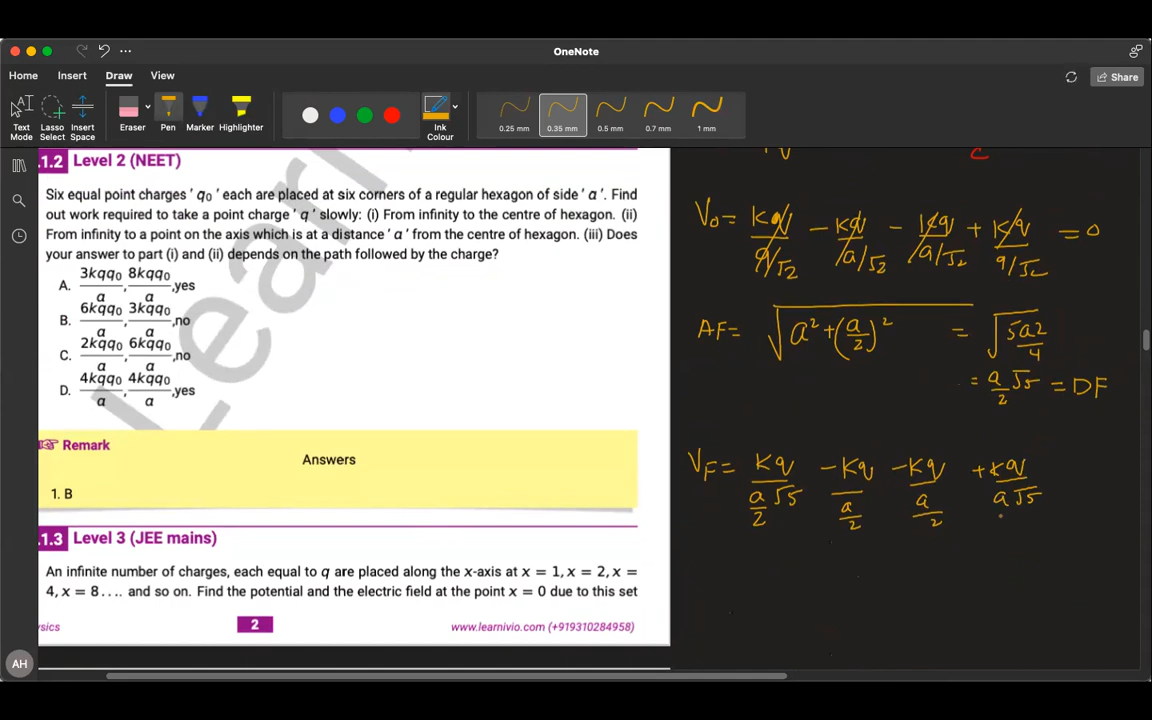 OneNote
Home Insert Draw View
Share
Text Mode
Lasso Select
Insert Space
Eraser
Pen
Marker
Highlighter
Ink Colour
0.25 mm
0.35 mm
0.5 mm
0.7 mm
1 mm
.1.2 Level 2 (NEET)
Six equal point charges ' q₀ ' each are placed at six corners of a regular hexagon of side ' a '. Find
out work required to take a point charge ' q ' slowly: (i) From infinity to the centre of hexagon. (ii)
From infinity to a point on the axis which is at a distance ' a ' from the centre of hexagon. (iii) Does
your answer to part (i) and (ii) depends on the path followed by the charge?
A. 3kqq₀/a, 8kqq₀/a, yes
B. 6kqq₀/a, 3kqq₀/a, no
C. 2kqq₀/a, 6kqq₀/a, no
D. 4kqq₀/a, 4kqq₀/a, yes
Remark
Answers
1. B
.1.3 Level 3 (JEE mains)
An infinite number of charges, each equal to q are placed along the x-axis at x = 1, x = 2, x =
4, x = 8 . . . . and so on. Find the potential and the electric field at the point x = 0 due to this set
ysics
2
www.learnivio.com (+919310284958)
AH
Learni
c
V₀ = Kq/a/√2 − Kq/a/√2 − Kq/a/√2 + Kq/a/√2 = 0
AF = √a² + (a/2)² = √5a²/4
= a/2 √5 = DF
V_F = Kq/a/2 √5 − Kq/a/2 − Kq/a/2 + Kq/a√5